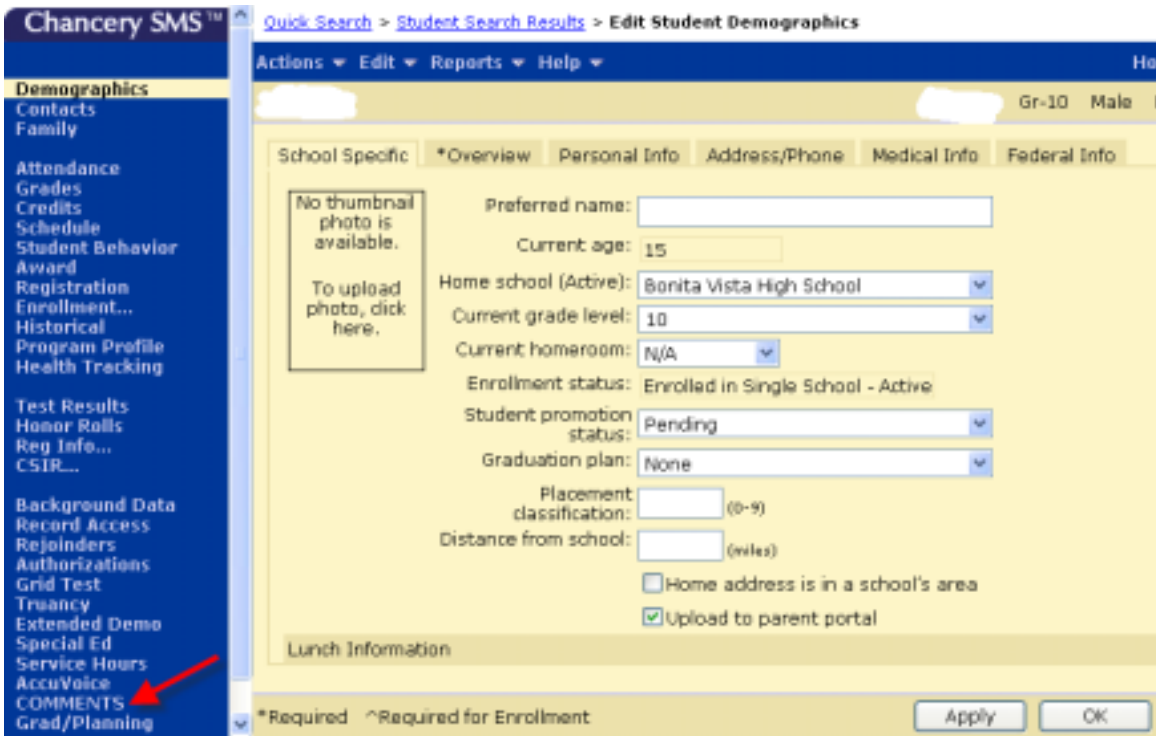 Chancery SMS™
Demographics
Contacts
Family
Attendance
Grades
Credits
Schedule
Student Behavior
Award
Registration
Enrollment...
Historical
Program Profile
Health Tracking
Test Results
Honor Rolls
Reg Info...
CSIR...
Background Data
Record Access
Rejoinders
Authorizations
Grid Test
Truancy
Extended Demo
Special Ed
Service Hours
AccuVoice
COMMENTS
Grad/Planning
Quick Search > Student Search Results > Edit Student Demographics
Actions Edit Reports Help
Gr-10 Male
School Specific *Overview Personal Info Address/Phone Medical Info Federal Info
No thumbnail
photo is
available.
To upload
photo, click
here.
Preferred name:
Current age: 15
Home school (Active): Bonita Vista High School
Current grade level: 10
Current homeroom: N/A
Enrollment status: Enrolled in Single School - Active
Student promotion
status: Pending
Graduation plan: None
Placement
classification: (0-9)
Distance from school: (miles)
Home address is in a school's area
Upload to parent portal
Lunch Information
*Required ^Required for Enrollment Apply OK